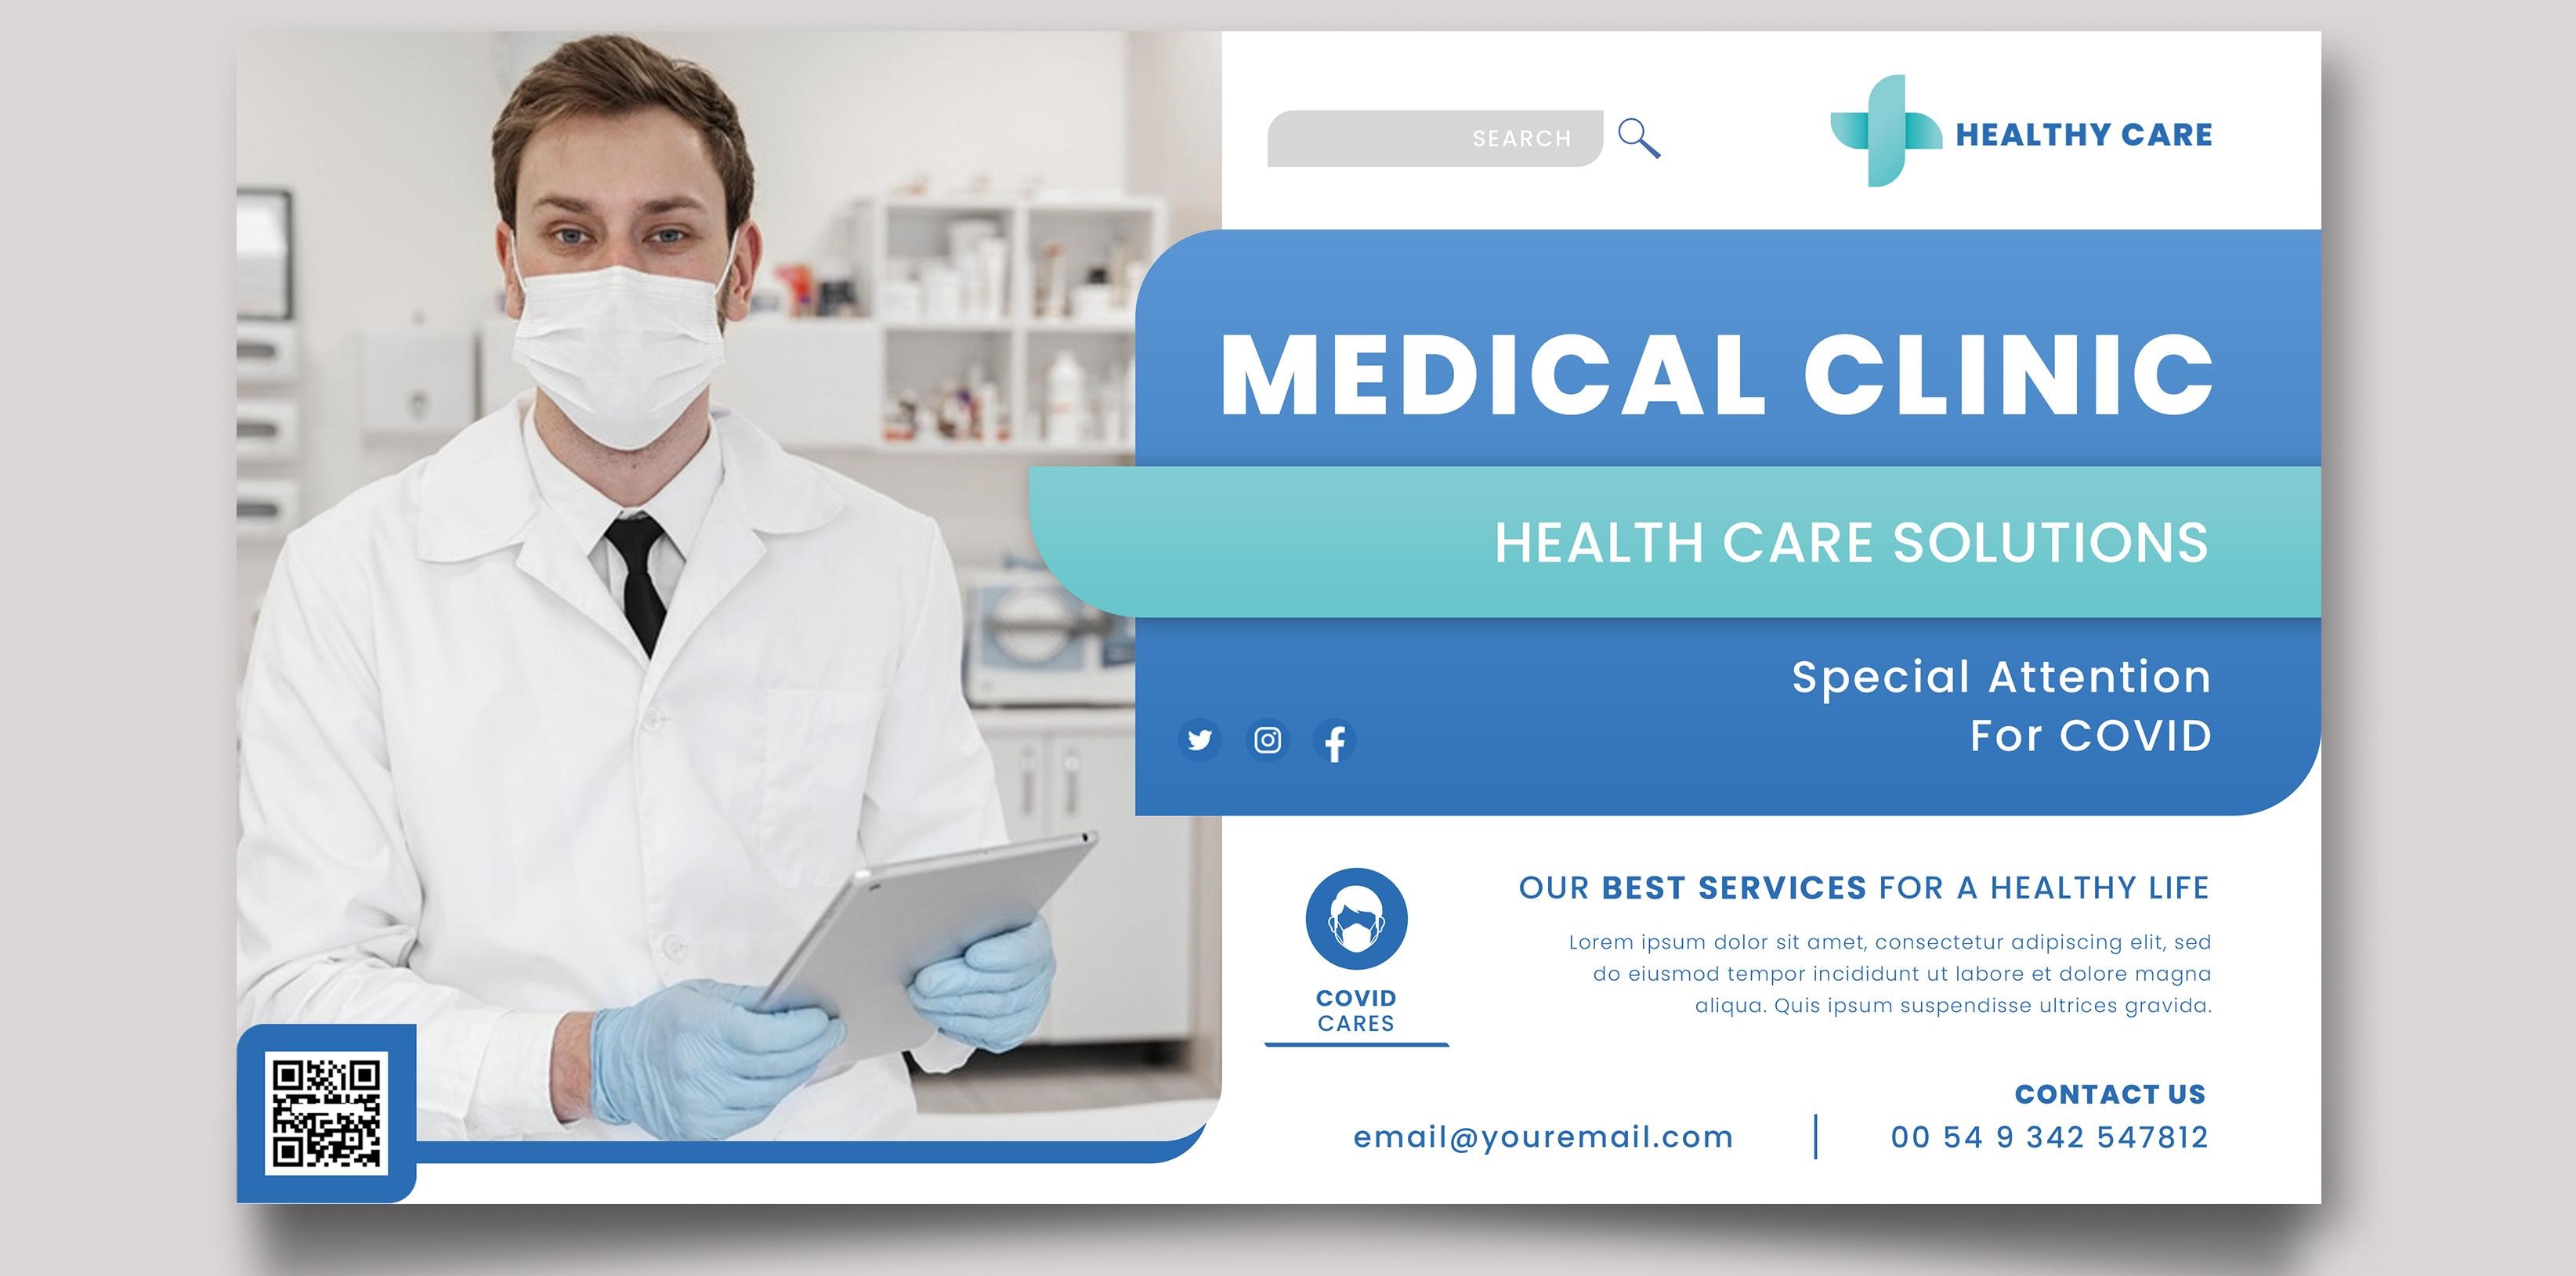 SEARCH
HEALTHY CARE
MEDICAL CLINIC
HEALTH CARE SOLUTIONS
Special Attention
For COVID
OUR BEST SERVICES FOR A HEALTHY LIFE
Lorem ipsum dolor sit amet, consectetur adipiscing elit, sed
do eiusmod tempor incididunt ut labore et dolore magna
aliqua. Quis ipsum suspendisse ultrices gravida.
COVID
CARES
CONTACT US
email@youremail.com
00 54 9 342 547812